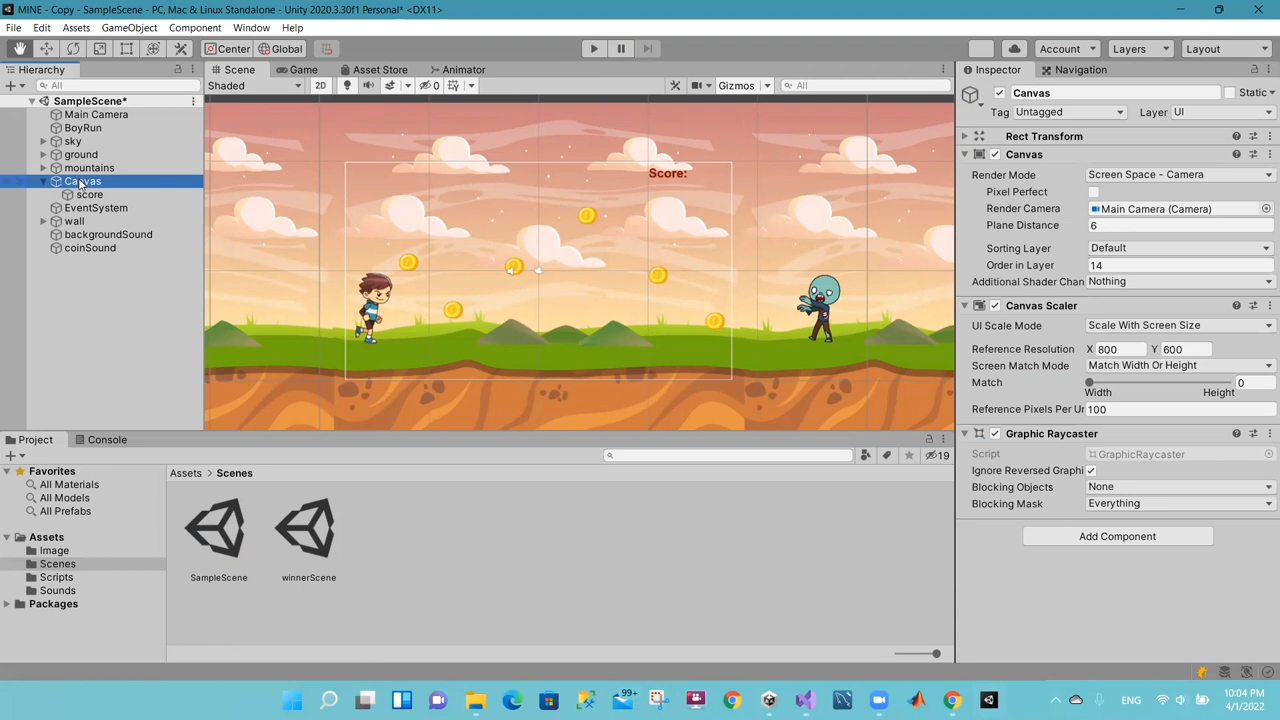 MINE - Copy - SampleScene - PC, Mac & Linux Standalone - Unity 2020.3.30f1 Personal* <DX11>
File Edit Assets GameObject Component Window Help
Center Global Account Layers Layout
Hierarchy
All
SampleScene*
Main Camera
BoyRun
sky
ground
mountains
Canvas
score
EventSystem
wall
backgroundSound
coinSound
Scene Game Asset Store Animator
Shaded 2D 0 Gizmos All
Score:
Inspector Navigation
Canvas Static
Tag Untagged Layer UI
Rect Transform
Canvas
Render Mode Screen Space - Camera
Pixel Perfect
Render Camera Main Camera (Camera)
Plane Distance 6
Sorting Layer Default
Order in Layer 14
Additional Shader Chan Nothing
Canvas Scaler
UI Scale Mode Scale With Screen Size
Reference Resolution X 800 Y 600
Screen Match Mode Match Width Or Height
Match 0
Width Height
Reference Pixels Per Ur 100
Graphic Raycaster
Script GraphicRaycaster
Ignore Reversed Graphi
Blocking Objects None
Blocking Mask Everything
Add Component
Project Console
19
Favorites
All Materials
All Models
All Prefabs
Assets
Image
Scenes
Scripts
Sounds
Packages
Assets > Scenes
SampleScene
winnerScene
99+
ENG
10:04 PM
4/1/2022